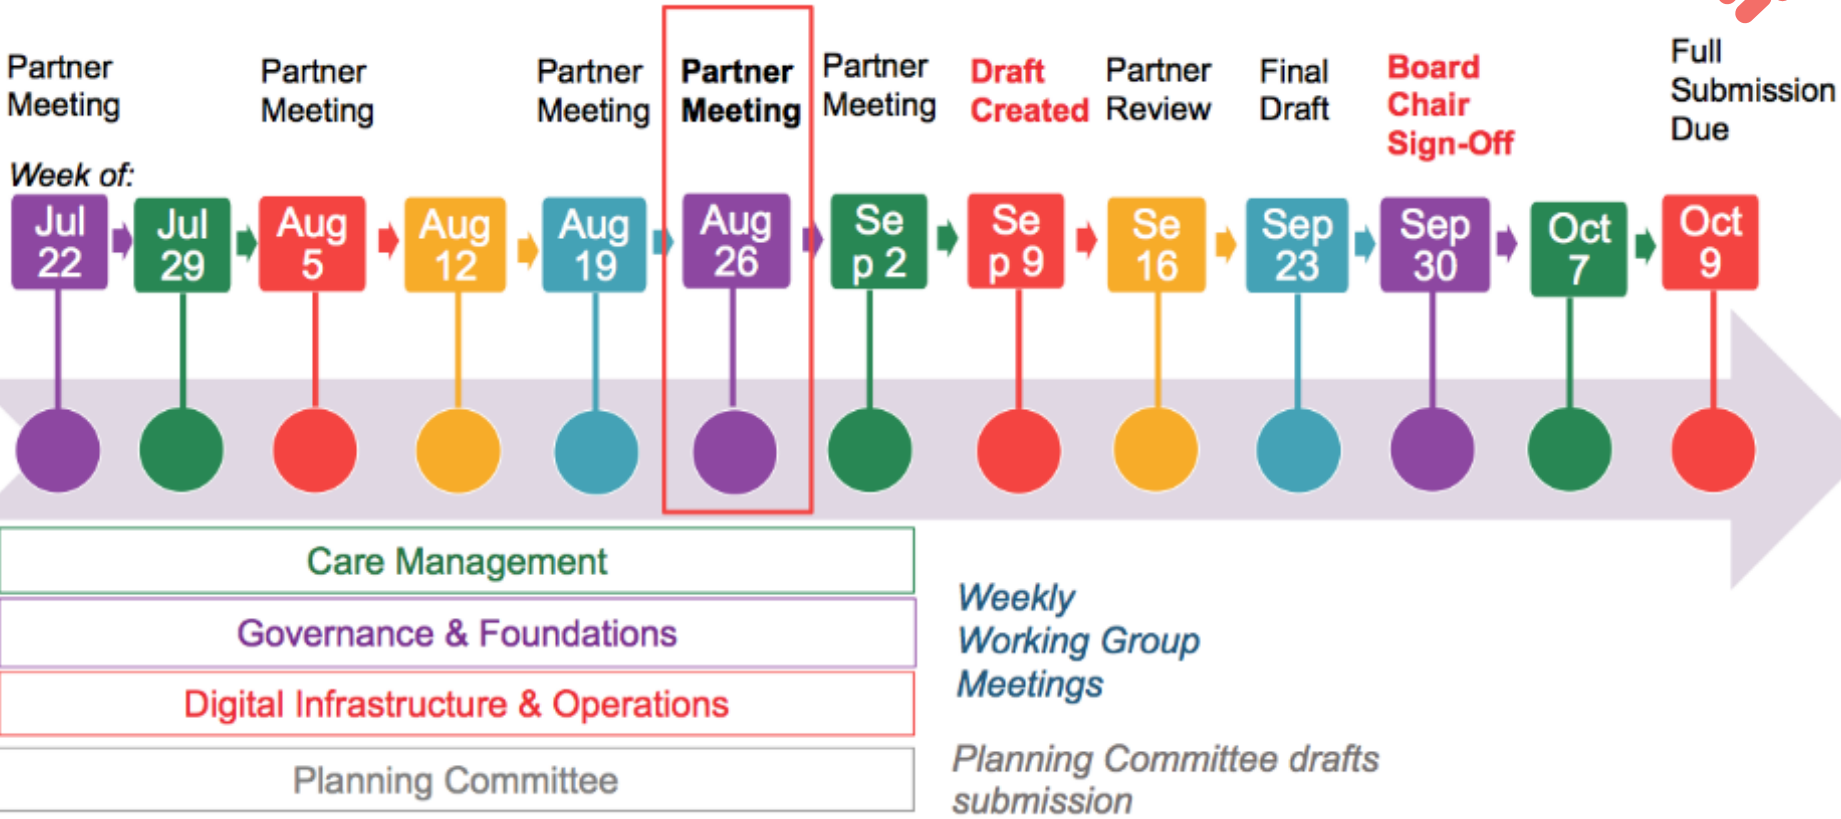 Partner
Meeting
Partner
Meeting
Partner
Meeting
Partner
Meeting
Partner
Meeting
Draft
Created
Partner
Review
Final
Draft
Board
Chair
Sign-Off
Full
Submission
Due
Week of:
Jul
22
Jul
29
Aug
5
Aug
12
Aug
19
Aug
26
Se
p 2
Se
p 9
Se
16
Sep
23
Sep
30
Oct
7
Oct
9
Care Management
Governance & Foundations
Digital Infrastructure & Operations
Planning Committee
Weekly
Working Group
Meetings
Planning Committee drafts
submission